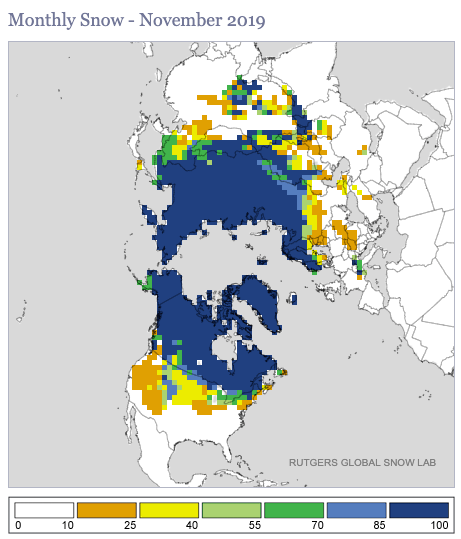 Monthly Snow - November 2019
RUTGERS GLOBAL SNOW LAB
0 10 25 40 55 70 85 100